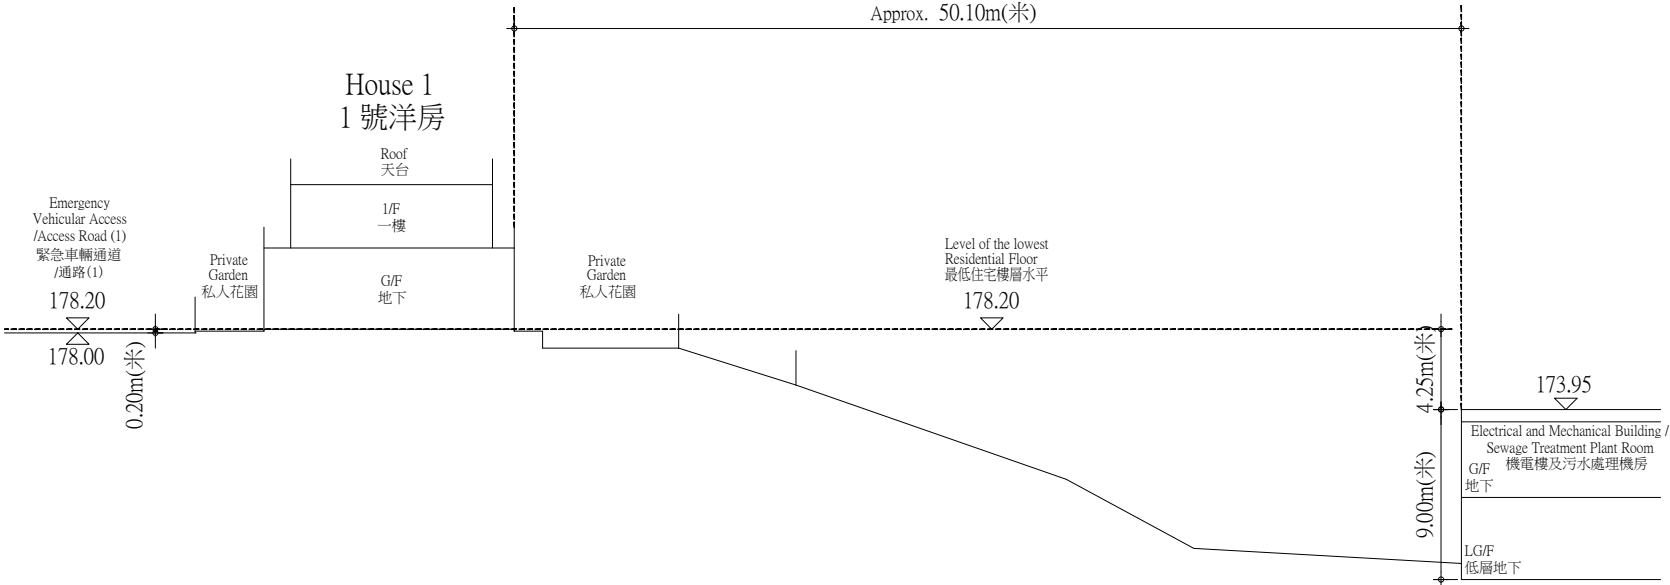 Approx. 50.10m(米)
House 1
1 號洋房
Roof
天台
1/F
一樓
G/F
地下
Emergency
Vehicular Access
/Access Road (1)
緊急車輛通道
/通路(1)
178.20
178.00
0.20m(米)
Private
Garden
私人花園
Private
Garden
私人花園
Level of the lowest
Residential Floor
最低住宅樓層水平
178.20
4.25m(米)
9.00m(米)
173.95
Electrical and Mechanical Building /
Sewage Treatment Plant Room
機電樓及污水處理機房
G/F
地下
LG/F
低層地下